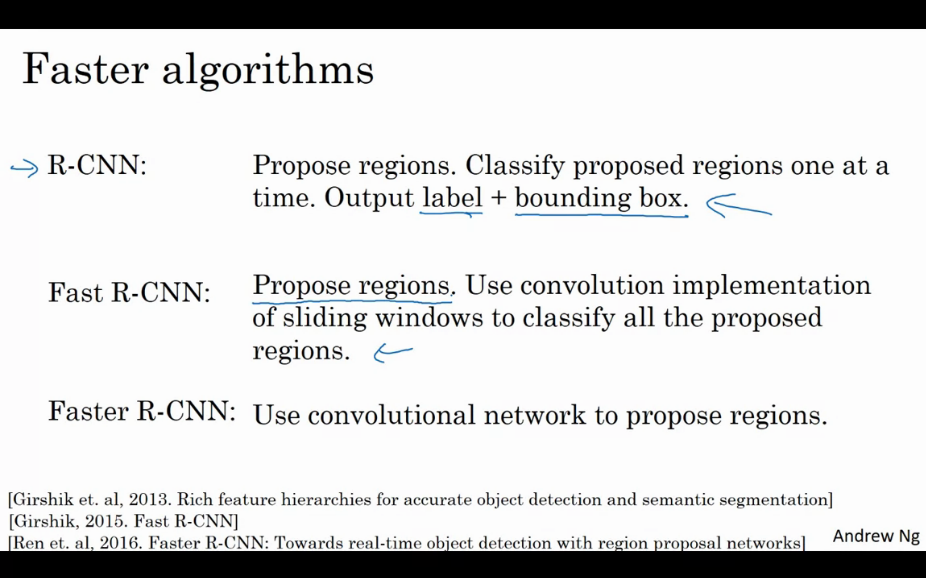 Faster algorithms
R-CNN: Propose regions. Classify proposed regions one at a
time. Output label + bounding box.
Fast R-CNN: Propose regions. Use convolution implementation
of sliding windows to classify all the proposed
regions.
Faster R-CNN: Use convolutional network to propose regions.
[Girshik et. al, 2013. Rich feature hierarchies for accurate object detection and semantic segmentation]
[Girshik, 2015. Fast R-CNN]
[Ren et. al, 2016. Faster R-CNN: Towards real-time object detection with region proposal networks]
Andrew Ng